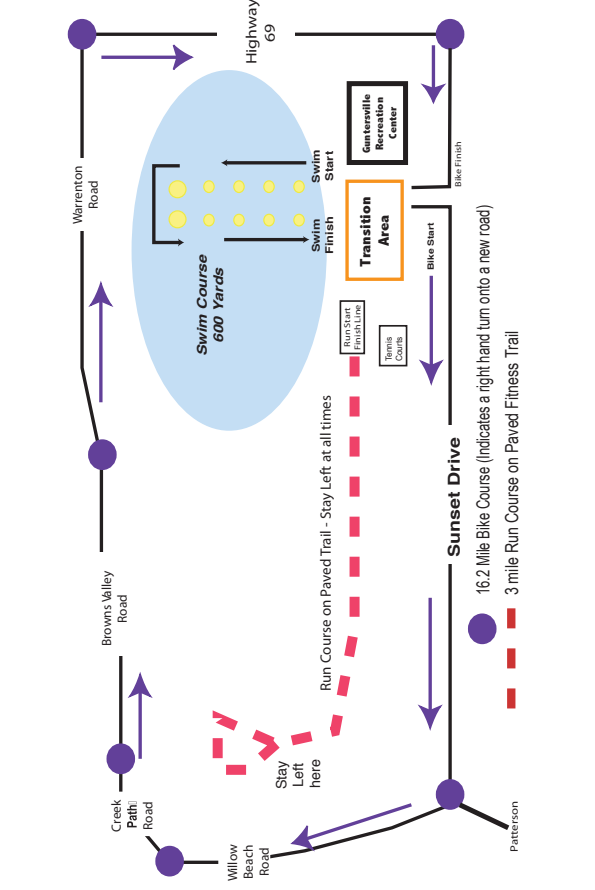 Highway
69
Warrenton
Road
Guntersville
Recreation
Center
Swim
Start
Swim
Finish
Bike Finish
Transition
Area
Bike Start
Swim Course
600 Yards
Run Start
Finish Line
Tennis
Courts
Run Course on Paved Trail - Stay Left at all times
Sunset Drive
Browns Valley
Road
Stay
Left
here
Creek
Path
Road
Willow
Beach
Road
Patterson
16.2 Mile Bike Course (Indicates a right hand turn onto a new road)
3 mile Run Course on Paved Fitness Trail